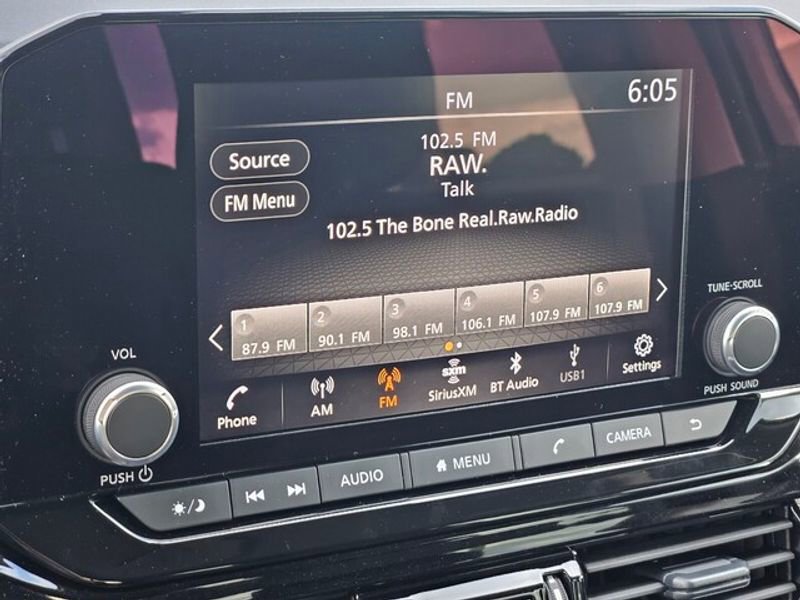 FM
6:05
102.5 FM
RAW.
Talk
Source
FM Menu
102.5 The Bone Real.Raw.Radio
1 2 3 4 5 6
87.9 FM 90.1 FM 98.1 FM 106.1 FM 107.9 FM 107.9 FM
Phone AM FM sxm SiriusXM BT Audio USB1 Settings
VOL
PUSH
TUNE·SCROLL
PUSH SOUND
AUDIO MENU CAMERA